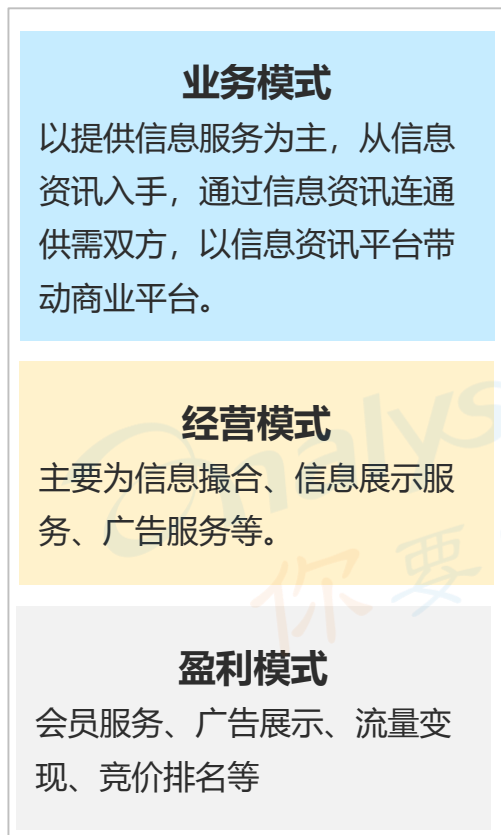 业务模式
以提供信息服务为主，从信息
资讯入手，通过信息资讯连通
供需双方，以信息资讯平台带
动商业平台。
经营模式
主要为信息撮合、信息展示服
务、广告服务等。
nalys
你要
盈利模式
会员服务、广告展示、流量变
现、竞价排名等